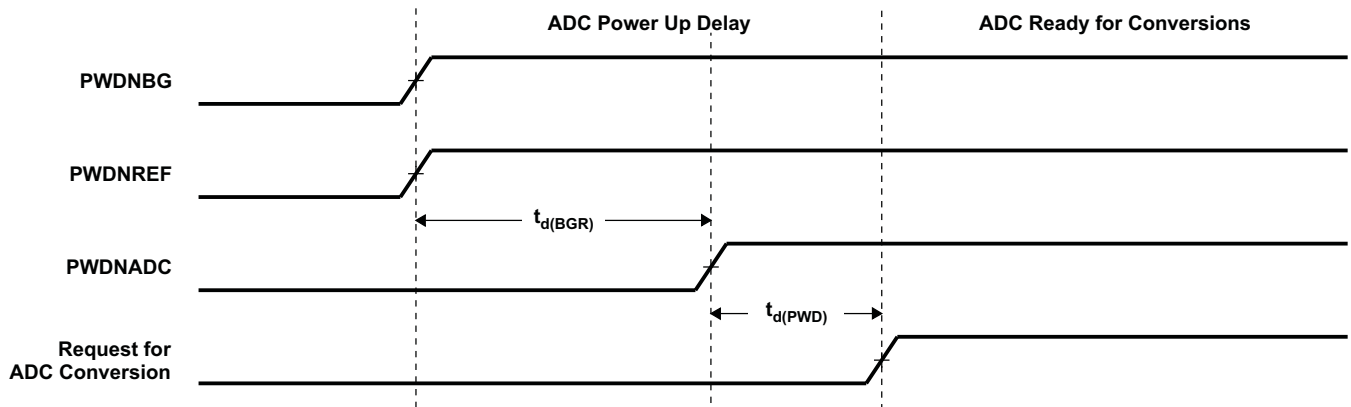 ADC Power Up Delay
ADC Ready for Conversions
PWDNBG
PWDNREF
td(BGR)
PWDNADC
td(PWD)
Request for
ADC Conversion